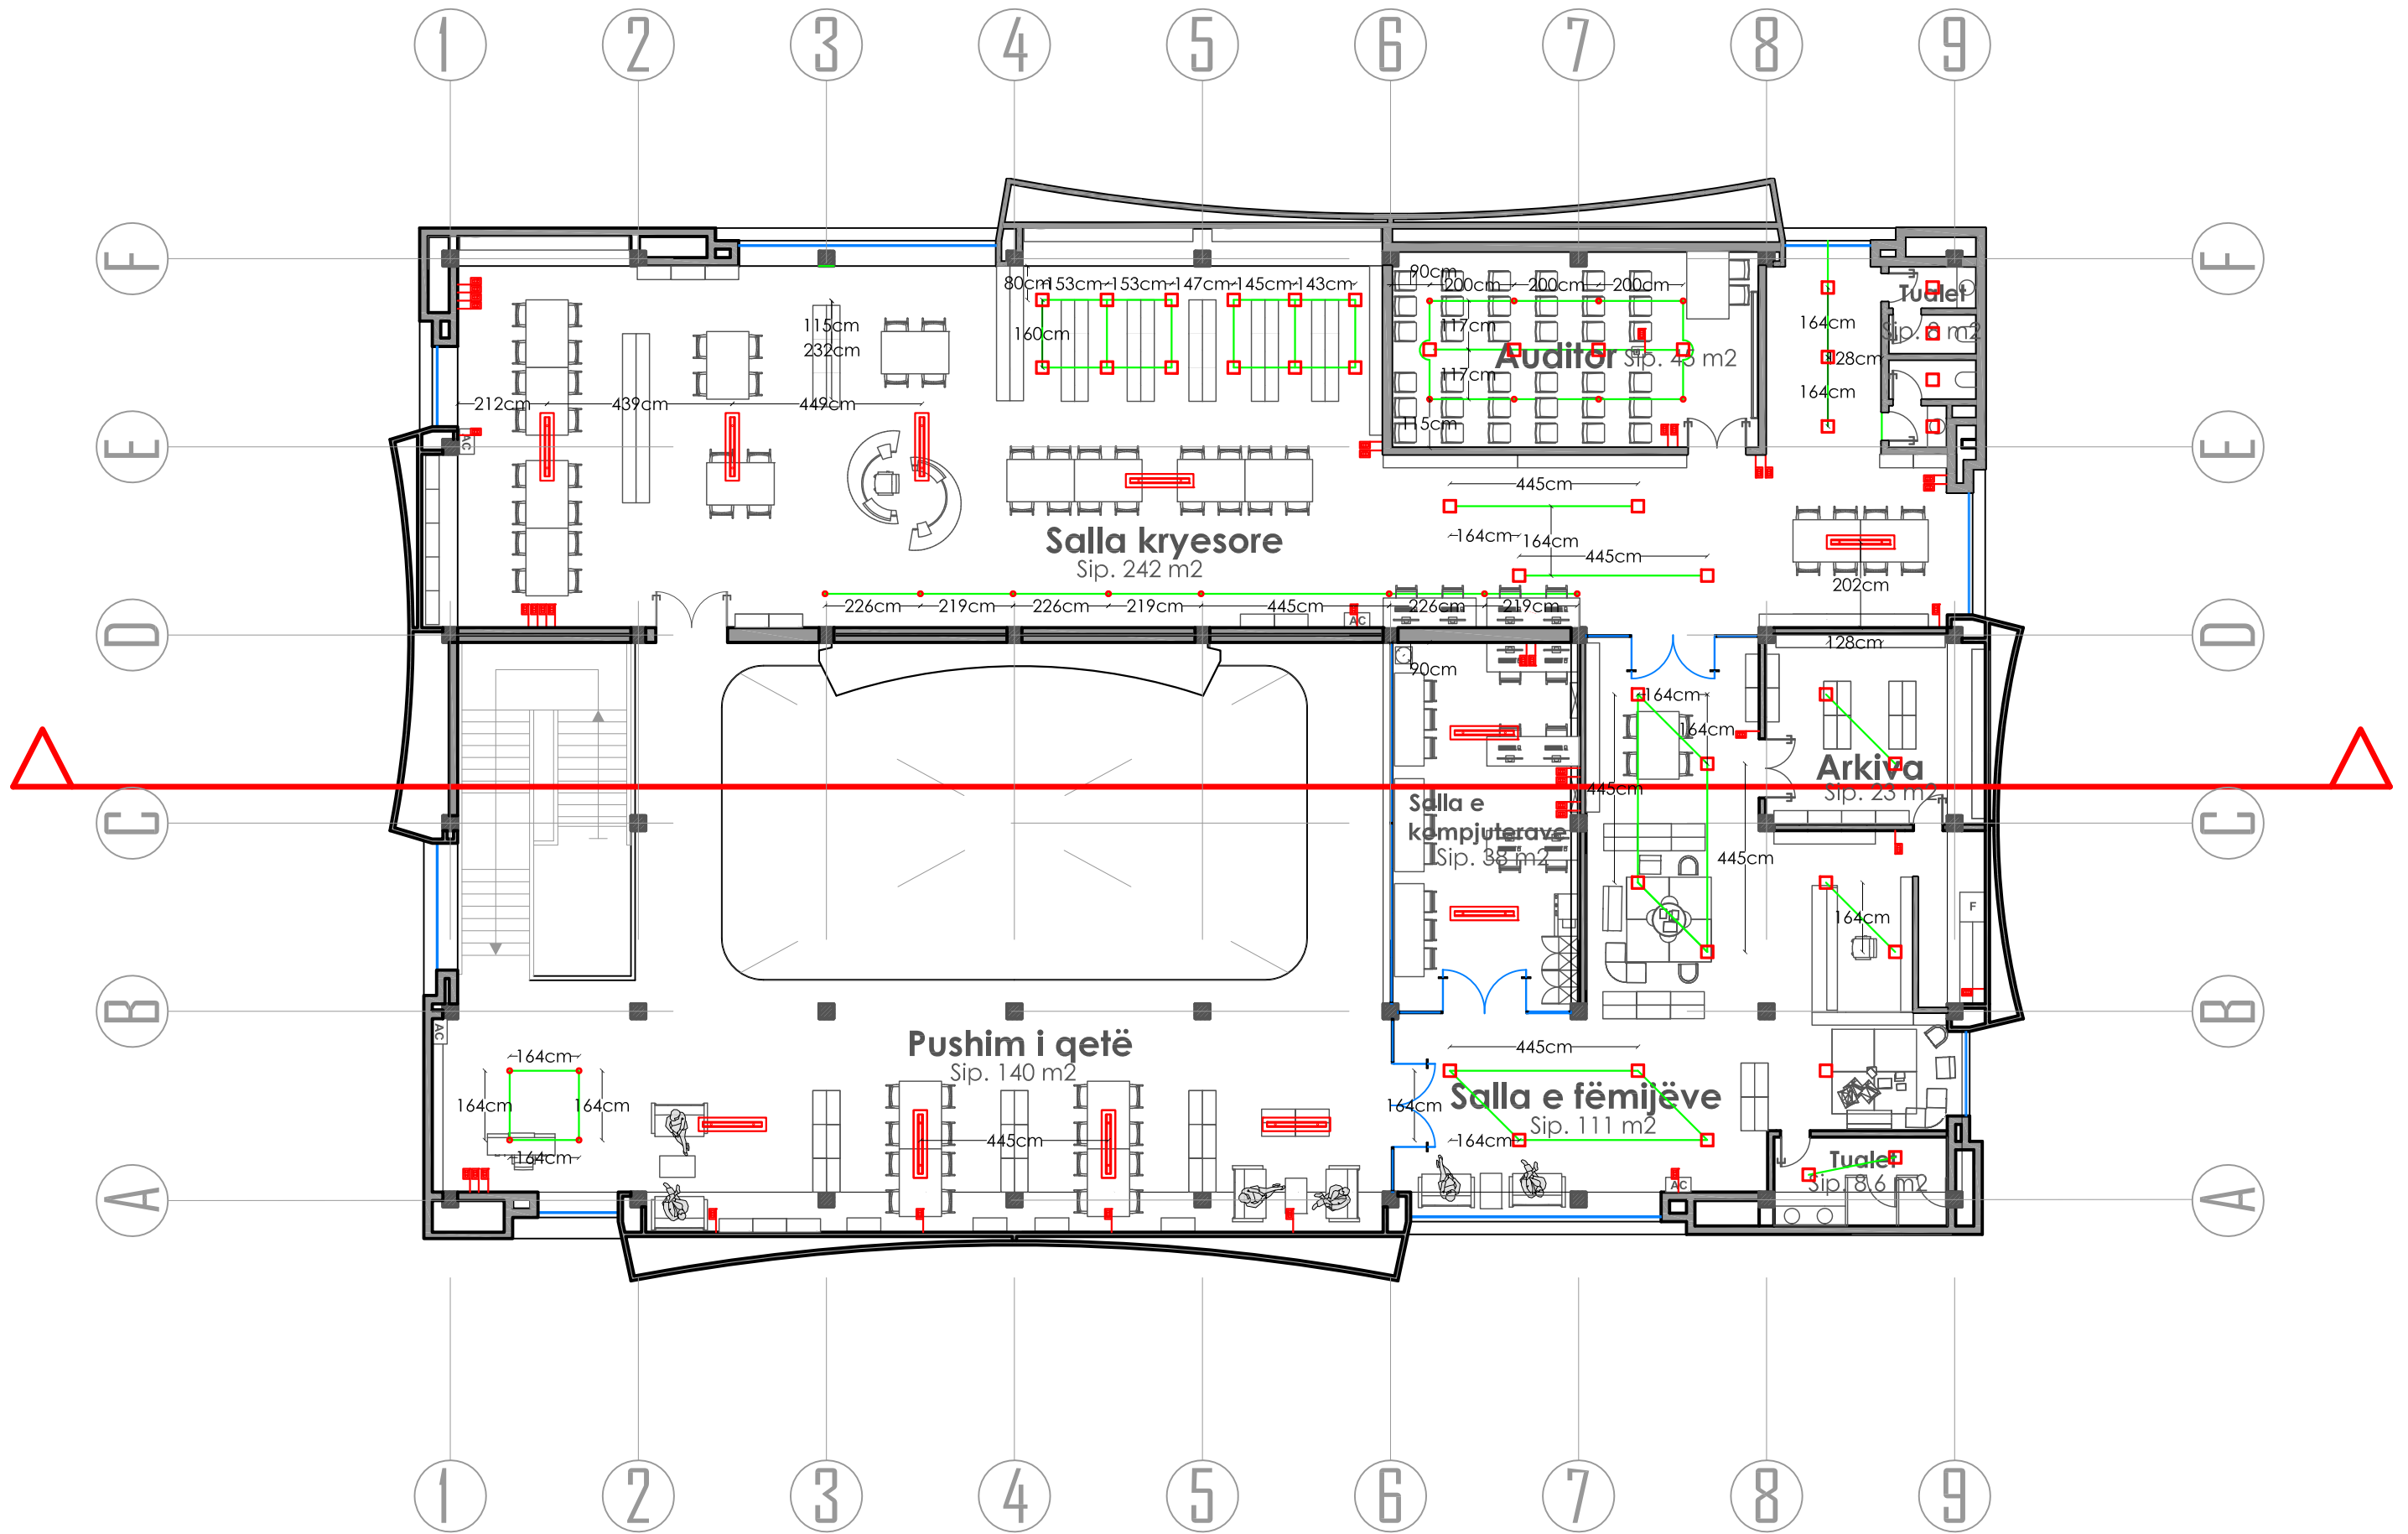 1 2 3 4 5 6 7 8 9
F F
90cm
80cm 153cm 153cm 147cm 145cm 143cm
200cm 200cm 200cm
Tualet
Sip. 8 m2
160cm
115cm
232cm
117cm
164cm
Auditor Sip. 43 m2
128cm
117cm
164cm
212cm 439cm 449cm
115cm
AC
E E
445cm
Salla kryesore
Sip. 242 m2
164cm
164cm
445cm
202cm
226cm 219cm 226cm 219cm 445cm 226cm 219cm
AC
D D
128cm
90cm
164cm
164cm
Arkiva
Sip. 23 m2
445cm
Salla e
kompjuterave
Sip. 38 m2
C C
445cm
164cm
F
B B
AC
Pushim i qetë
Sip. 140 m2
445cm
164cm
164cm 164cm
164cm
Salla e fëmijëve
Sip. 111 m2
445cm
164cm
164cm
Tualet
Sip. 8.6 m2
AC
A A
1 2 3 4 5 6 7 8 9